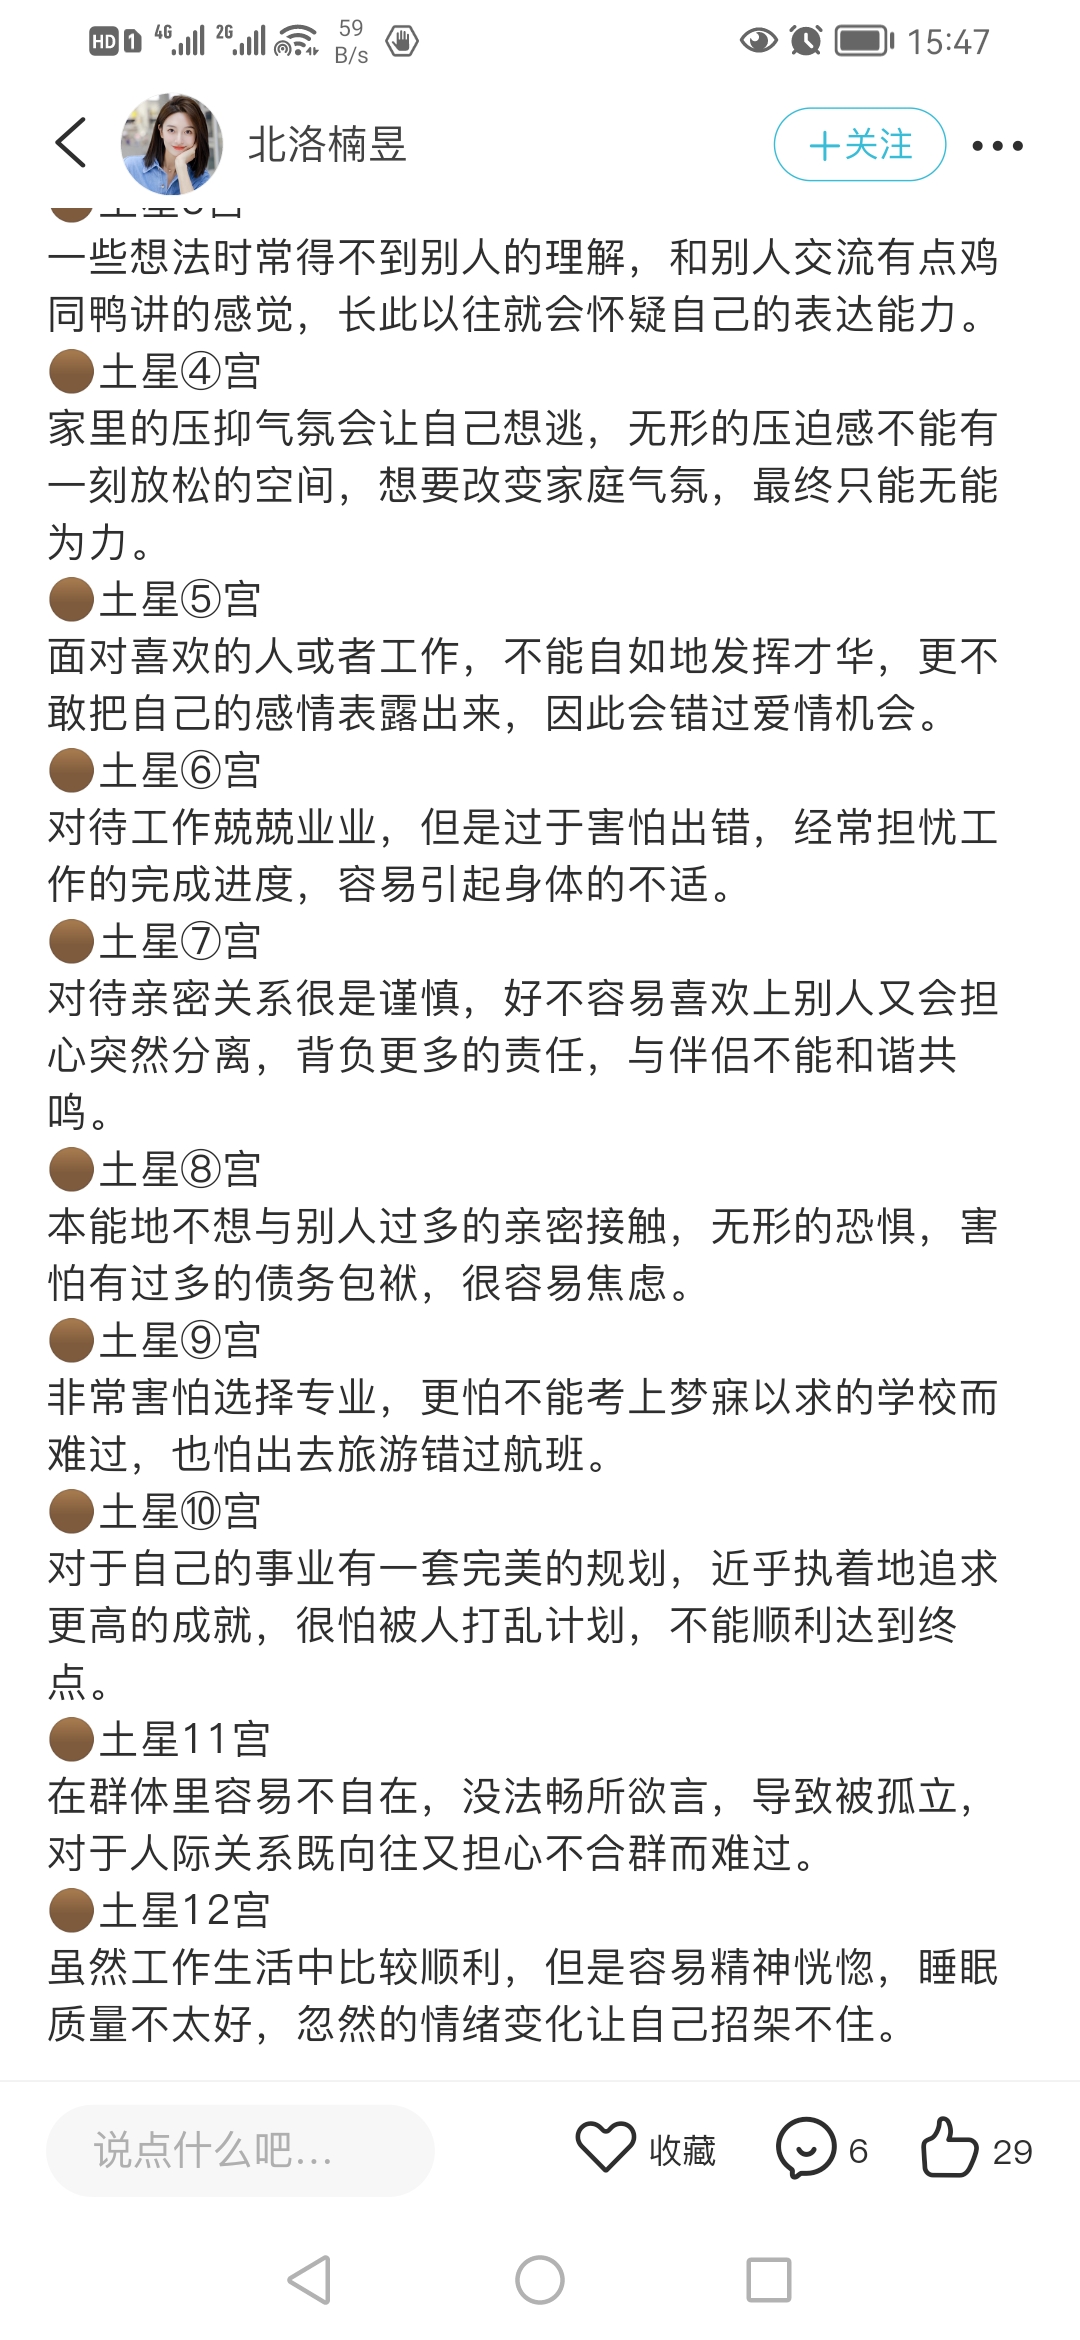 HD 1 4G 2G 59 B/s 15:47
北洛楠昱
+关注
一些想法时常得不到别人的理解，和别人交流有点鸡
同鸭讲的感觉，长此以往就会怀疑自己的表达能力。
土星④宫
家里的压抑气氛会让自己想逃，无形的压迫感不能有
一刻放松的空间，想要改变家庭气氛，最终只能无能
为力。
土星⑤宫
面对喜欢的人或者工作，不能自如地发挥才华，更不
敢把自己的感情表露出来，因此会错过爱情机会。
土星⑥宫
对待工作兢兢业业，但是过于害怕出错，经常担忧工
作的完成进度，容易引起身体的不适。
土星⑦宫
对待亲密关系很是谨慎，好不容易喜欢上别人又会担
心突然分离，背负更多的责任，与伴侣不能和谐共
鸣。
土星⑧宫
本能地不想与别人过多的亲密接触，无形的恐惧，害
怕有过多的债务包袱，很容易焦虑。
土星⑨宫
非常害怕选择专业，更怕不能考上梦寐以求的学校而
难过，也怕出去旅游错过航班。
土星⑩宫
对于自己的事业有一套完美的规划，近乎执着地追求
更高的成就，很怕被人打乱计划，不能顺利达到终
点。
土星11宫
在群体里容易不自在，没法畅所欲言，导致被孤立，
对于人际关系既向往又担心不合群而难过。
土星12宫
虽然工作生活中比较顺利，但是容易精神恍惚，睡眠
质量不太好，忽然的情绪变化让自己招架不住。
说点什么吧... 收藏 6 29